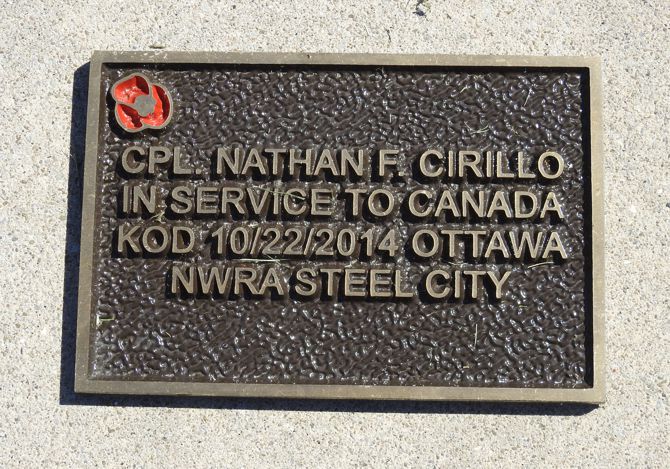 CPL. NATHAN F. CIRILLO
IN SERVICE TO CANADA
KOD 10/22/2014 OTTAWA
NWRA STEEL CITY